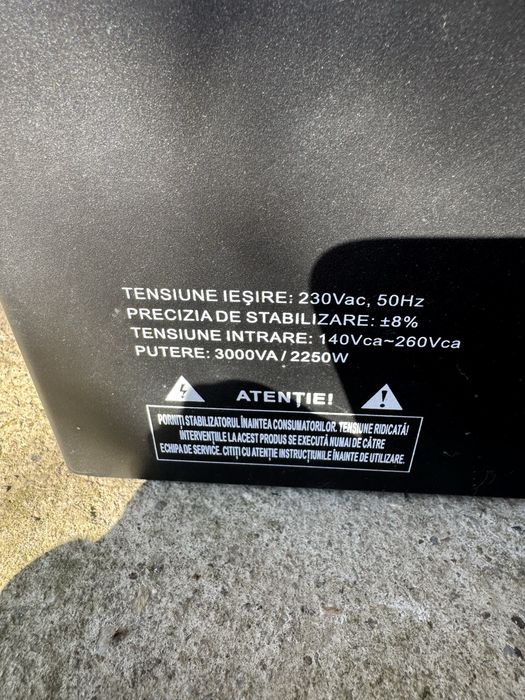 TENSIUNE IEŞIRE: 230Vac, 50Hz
PRECIZIA DE STABILIZARE: ±8%
TENSIUNE INTRARE: 140Vca~260Vca
PUTERE: 3000VA / 2250W
ATENŢIE!
PORNIŢI STABILIZATORUL ÎNAINTEA CONSUMATORILOR. TENSIUNE RIDICATĂ!
INTERVENŢIILE LA ACEST PRODUS SE EXECUTĂ NUMAI DE CĂTRE
ECHIPA DE SERVICE. CITIŢI CU ATENŢIE INSTRUCŢIUNILE ÎNAINTE DE UTILIZARE.